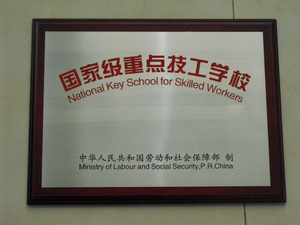 国家级重点技工学校
National Key School for Skilled Workers
中华人民共和国劳动和社会保障部 制
Ministry of Labour and Social Security,P.R.China